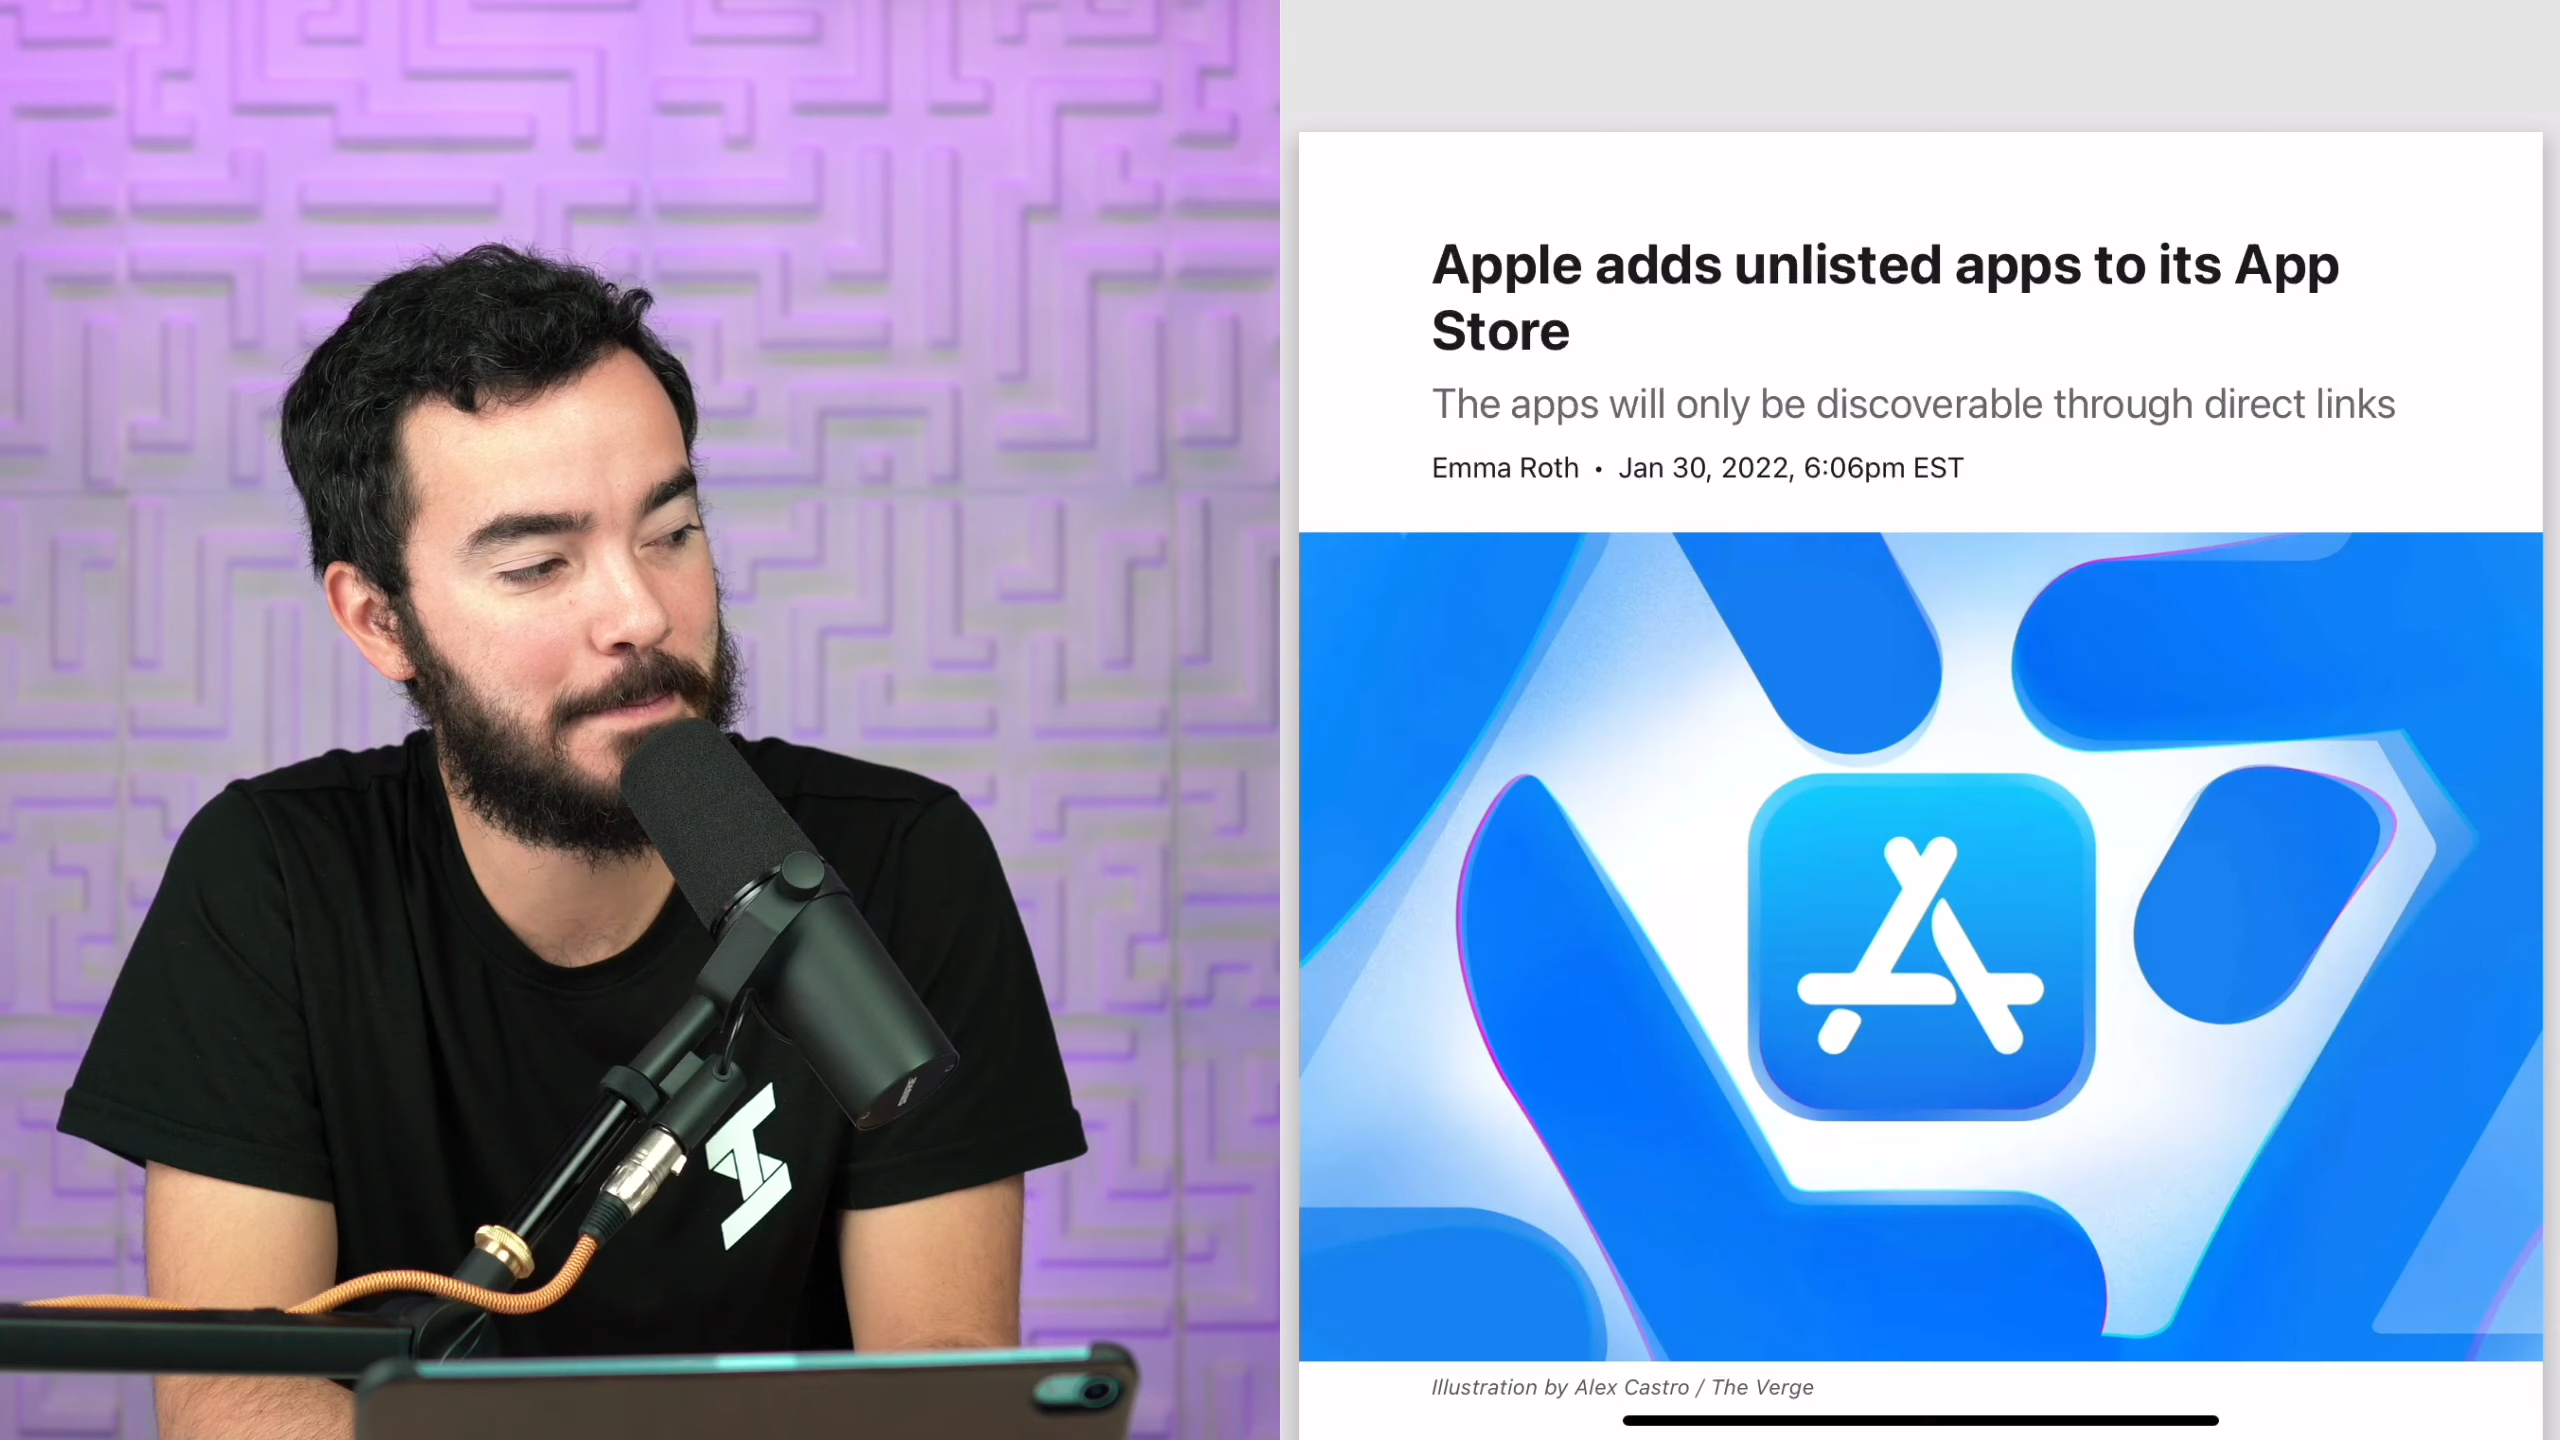 Apple adds unlisted apps to its App
Store
The apps will only be discoverable through direct links
Emma Roth • Jan 30, 2022, 6:06pm EST
Illustration by Alex Castro / The Verge
SHURE